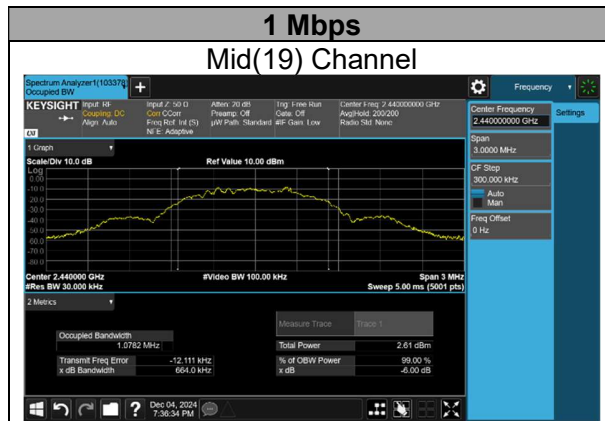 1 Mbps
Mid(19) Channel
Spectrum Analyzer1(103378)
Occupied BW
Frequency
KEYSIGHT
Input: RF
Coupling: DC
Align: Auto
Input Z: 50 Ω
Corr CCorr
Freq Ref: Int (S)
NFE: Adaptive
Atten: 20 dB
Preamp: Off
µW Path: Standard
Trig: Free Run
Gate: Off
#IF Gain: Low
Center Freq: 2.440000000 GHz
Avg|Hold: 200/200
Radio Std: None
Center Frequency
2.440000000 GHz
Settings
Span
3.0000 MHz
CF Step
300.000 kHz
Auto
Man
Freq Offset
0 Hz
1 Graph
Scale/Div 10.0 dB
Ref Value 10.00 dBm
Log
0.00
-10.0
-20.0
-30.0
-40.0
-50.0
-60.0
-70.0
-80.0
Center 2.440000 GHz
#Video BW 100.00 kHz
Span 3 MHz
#Res BW 30.000 kHz
Sweep 5.00 ms (5001 pts)
2 Metrics
Measure Trace
Trace 1
Occupied Bandwidth
1.0782 MHz
Total Power
2.61 dBm
Transmit Freq Error
-12.111 kHz
% of OBW Power
99.00 %
x dB Bandwidth
664.0 kHz
x dB
-6.00 dB
Dec 04, 2024
7:36:34 PM